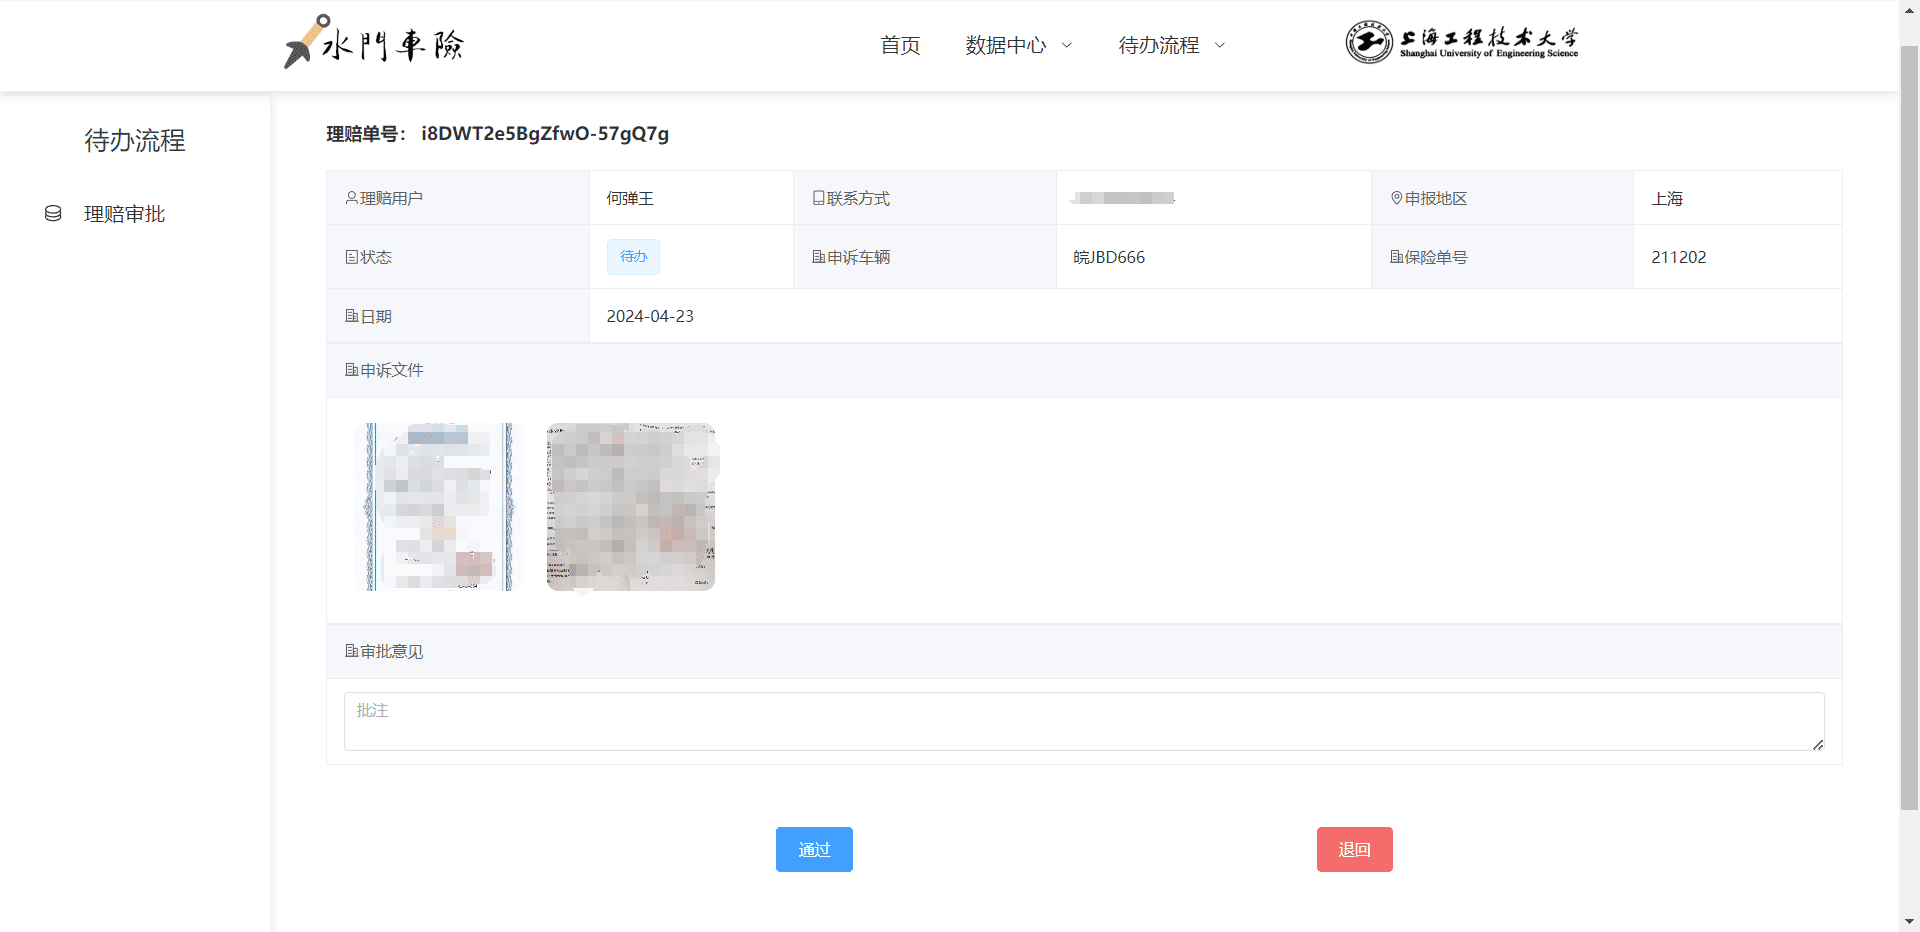 水門車險
首页
数据中心
待办流程
上海工程技术大学
Shanghai University of Engineering Science
待办流程
理赔审批
理赔单号： i8DWT2e5BgZfwO-57gQ7g
理赔用户 何弹王 联系方式 申报地区 上海
状态 待办 申诉车辆 皖JBD666 保险单号 211202
日期 2024-04-23
申诉文件
审批意见
批注
通过
退回